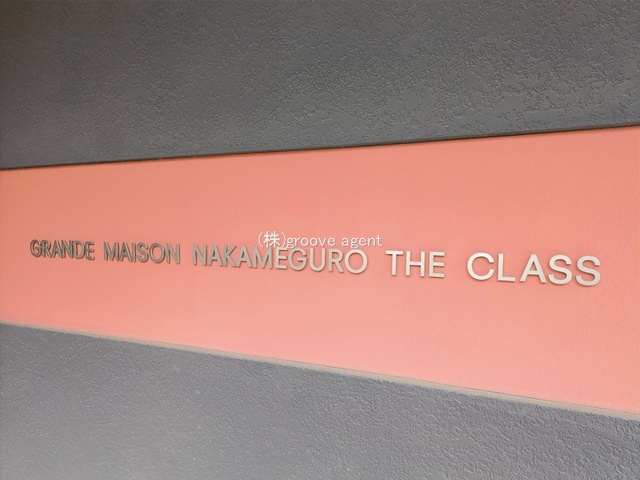 (株)groove agent
GRANDE MAISON NAKAMEGURO THE CLASS